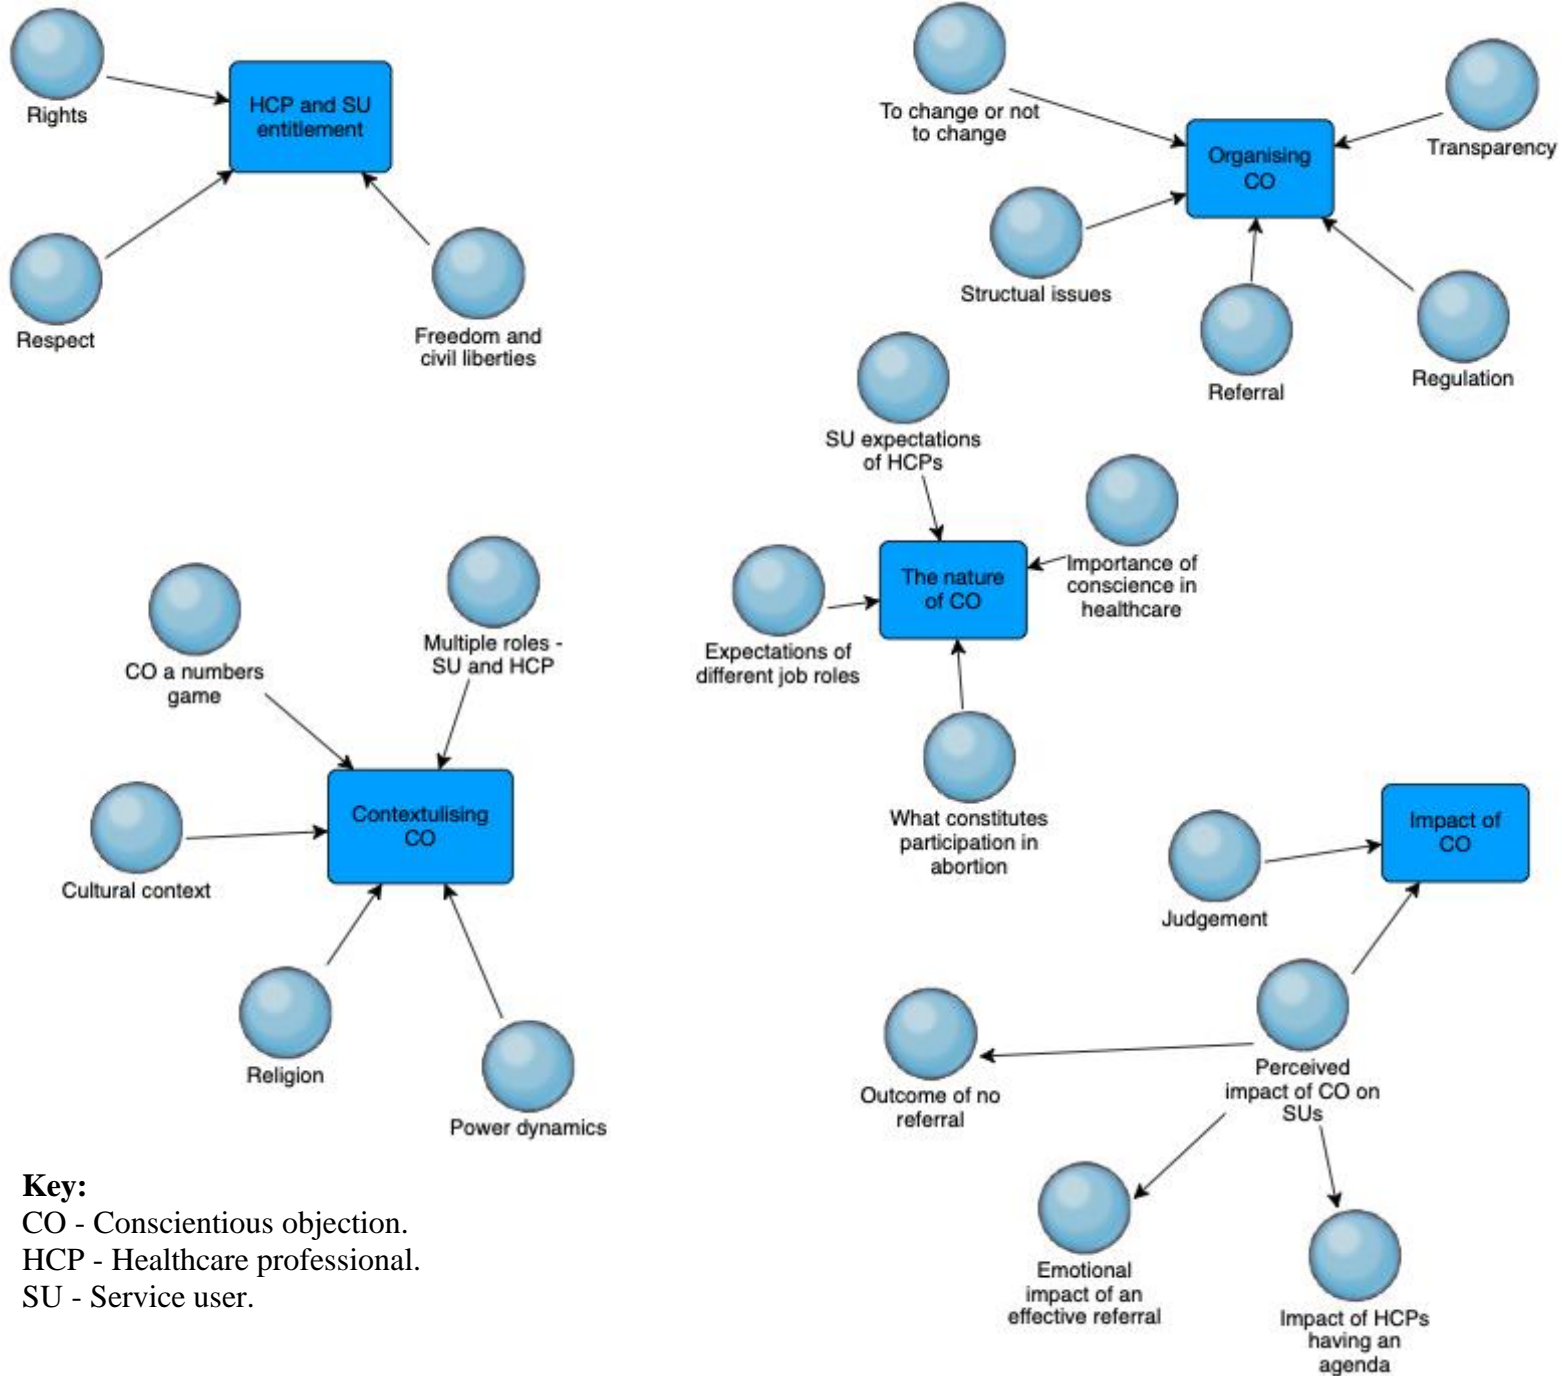 Rights
HCP and SU
entitlement
Respect
Freedom and
civil liberties
To change or not
to change
Organising
CO
Transparency
Structual issues
Referral
Regulation
SU expectations
of HCPs
The nature
of CO
Importance of
conscience in
healthcare
Expectations of
different job roles
What constitutes
participation in
abortion
CO a numbers
game
Multiple roles -
SU and HCP
Contextulising
CO
Cultural context
Religion
Power dynamics
Impact of
CO
Judgement
Perceived
impact of CO on
SUs
Outcome of no
referral
Emotional
impact of an
effective referral
Impact of HCPs
having an
agenda
Key:
CO - Conscientious objection.
HCP - Healthcare professional.
SU - Service user.